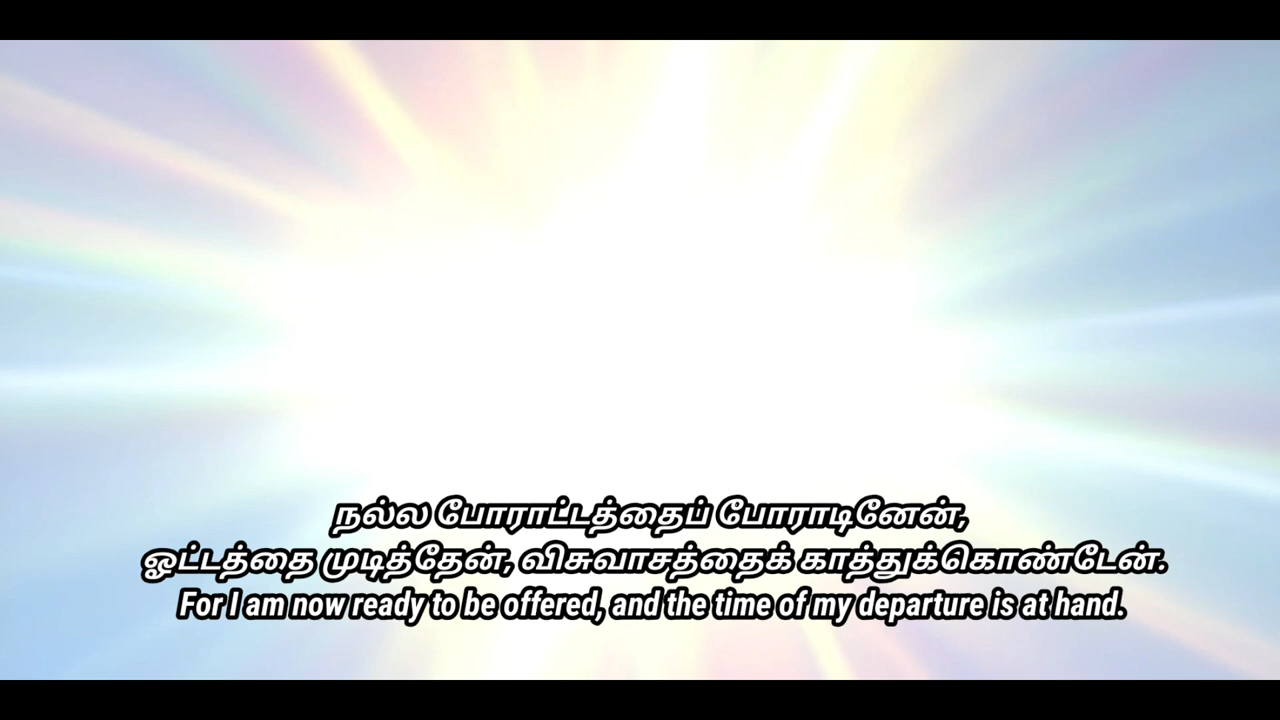 நல்ல போராட்டத்தைப் போராடினேன்,
ஓட்டத்தை முடித்தேன், விசுவாசத்தைக் காத்துக்கொண்டேன்.
For I am now ready to be offered, and the time of my departure is at hand.